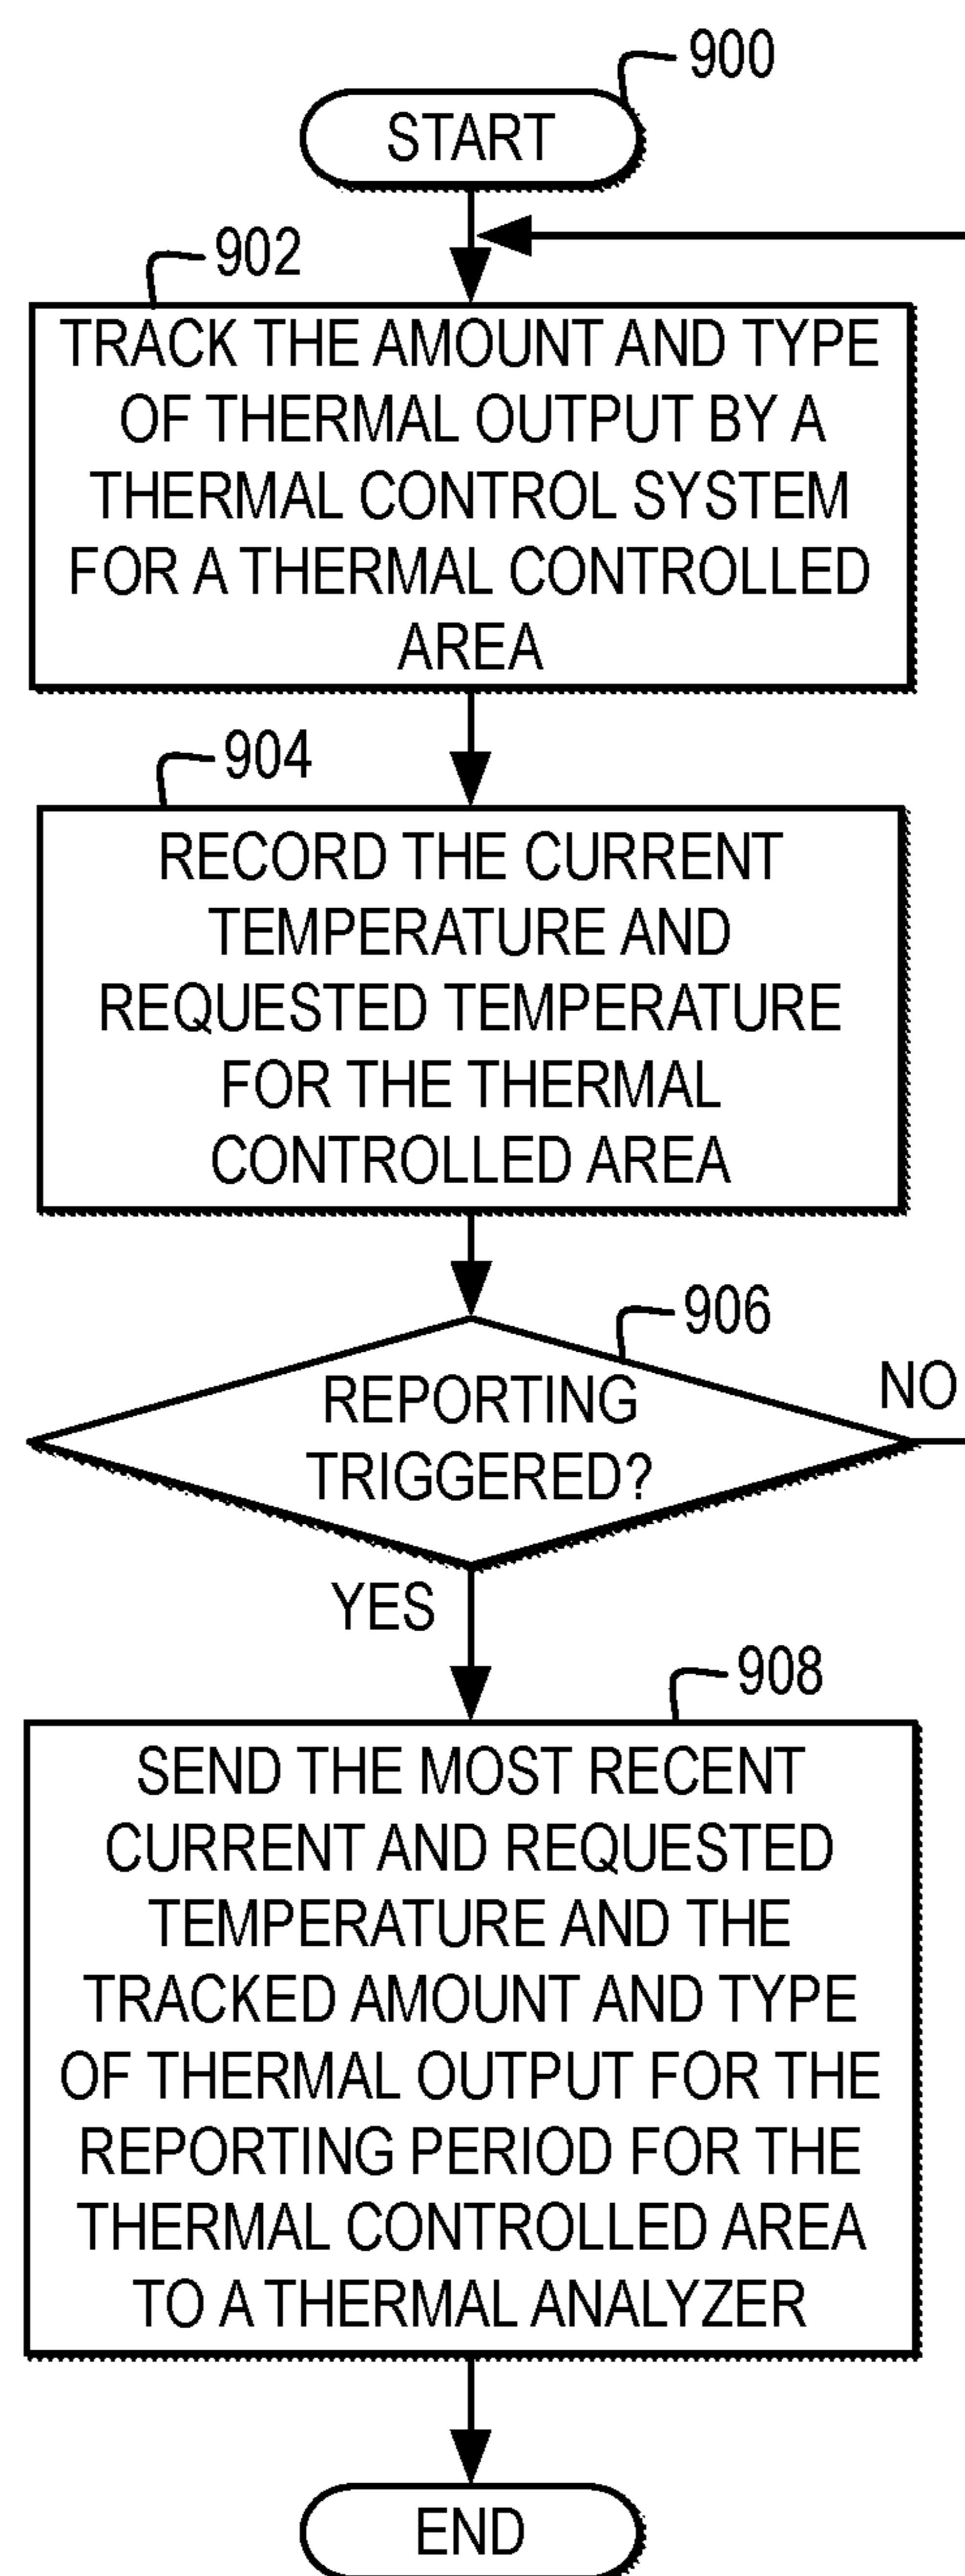 900
START
902
TRACK THE AMOUNT AND TYPE
OF THERMAL OUTPUT BY A
THERMAL CONTROL SYSTEM
FOR A THERMAL CONTROLLED
AREA
904
RECORD THE CURRENT
TEMPERATURE AND
REQUESTED TEMPERATURE
FOR THE THERMAL
CONTROLLED AREA
906
REPORTING
TRIGGERED?
NO
YES
908
SEND THE MOST RECENT
CURRENT AND REQUESTED
TEMPERATURE AND THE
TRACKED AMOUNT AND TYPE
OF THERMAL OUTPUT FOR THE
REPORTING PERIOD FOR THE
THERMAL CONTROLLED AREA
TO A THERMAL ANALYZER
END